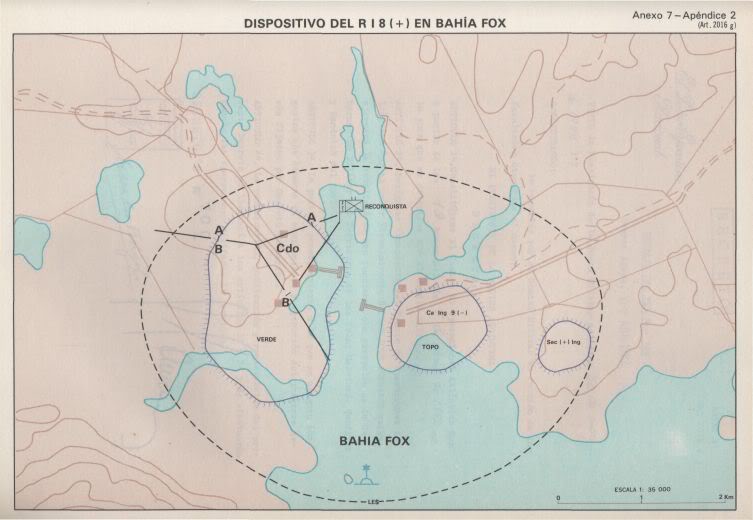 Anexo 7 – Apéndice 2
(Art. 2016 g)
DISPOSITIVO DEL R I 8 (+) EN BAHÍA FOX
RECONQUISTA
A
A
B
Cdo
B
Ca Ing 9 (–)
VERDE
TOPO
Sec (+) Ing
BAHIA FOX
LES
ESCALA 1: 35 000
0 1 2 Km